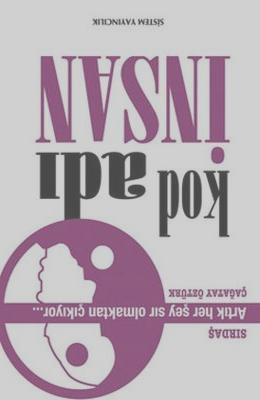 SIRDAŞ
Artık her şey sır olmaktan çıkıyor...
ÇAĞATAY ÖZTÜRK
kod
adı
İNSAN
SİSTEM YAYINCILIK